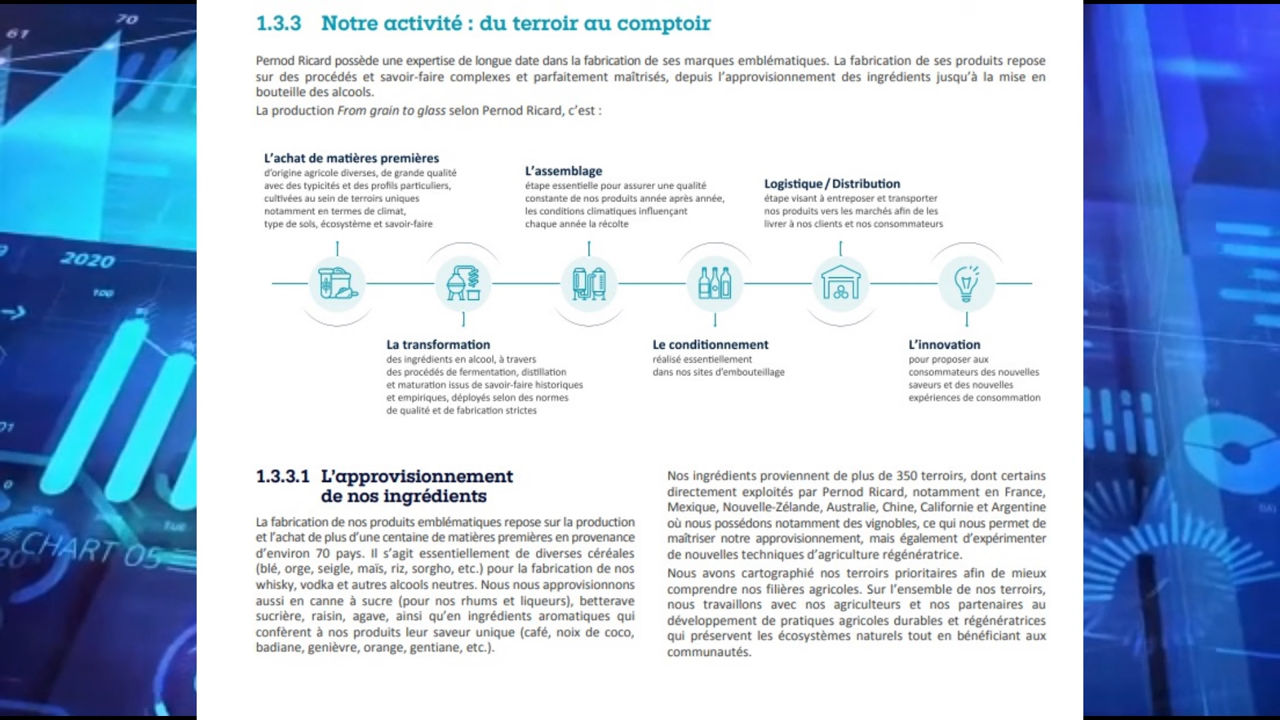 1.3.3 Notre activité : du terroir au comptoir
Pernod Ricard possède une expertise de longue date dans la fabrication de ses marques emblématiques. La fabrication de ses produits repose
sur des procédés et savoir-faire complexes et parfaitement maîtrisés, depuis l'approvisionnement des ingrédients jusqu'à la mise en
bouteille des alcools.
La production From grain to glass selon Pernod Ricard, c'est :
L'achat de matières premières
d'origine agricole diverses, de grande qualité
avec des typicités et des profils particuliers,
cultivées au sein de terroirs uniques
notamment en termes de climat,
type de sols, écosystème et savoir-faire
L'assemblage
étape essentielle pour assurer une qualité
constante de nos produits année après année,
les conditions climatiques influençant
chaque année la récolte
Logistique / Distribution
étape visant à entreposer et transporter
nos produits vers les marchés afin de les
livrer à nos clients et nos consommateurs
La transformation
des ingrédients en alcool, à travers
des procédés de fermentation, distillation
et maturation issus de savoir-faire historiques
et empiriques, déployés selon des normes
de qualité et de fabrication strictes
Le conditionnement
réalisé essentiellement
dans nos sites d'embouteillage
L'innovation
pour proposer aux
consommateurs des nouvelles
saveurs et des nouvelles
expériences de consommation
1.3.3.1 L'approvisionnement
de nos ingrédients
La fabrication de nos produits emblématiques repose sur la production
et l'achat de plus d'une centaine de matières premières en provenance
d'environ 70 pays. Il s'agit essentiellement de diverses céréales
(blé, orge, seigle, maïs, riz, sorgho, etc.) pour la fabrication de nos
whisky, vodka et autres alcools neutres. Nous nous approvisionnons
aussi en canne à sucre (pour nos rhums et liqueurs), betterave
sucrière, raisin, agave, ainsi qu'en ingrédients aromatiques qui
confèrent à nos produits leur saveur unique (café, noix de coco,
badiane, genièvre, orange, gentiane, etc.).
Nos ingrédients proviennent de plus de 350 terroirs, dont certains
directement exploités par Pernod Ricard, notamment en France,
Mexique, Nouvelle-Zélande, Australie, Chine, Californie et Argentine
où nous possédons notamment des vignobles, ce qui nous permet de
maîtriser notre approvisionnement, mais également d'expérimenter
de nouvelles techniques d'agriculture régénératrice.
Nous avons cartographié nos terroirs prioritaires afin de mieux
comprendre nos filières agricoles. Sur l'ensemble de nos terroirs,
nous travaillons avec nos agriculteurs et nos partenaires au
développement de pratiques agricoles durables et régénératrices
qui préservent les écosystèmes naturels tout en bénéficiant aux
communautés.
61
70
2020
CHART 05